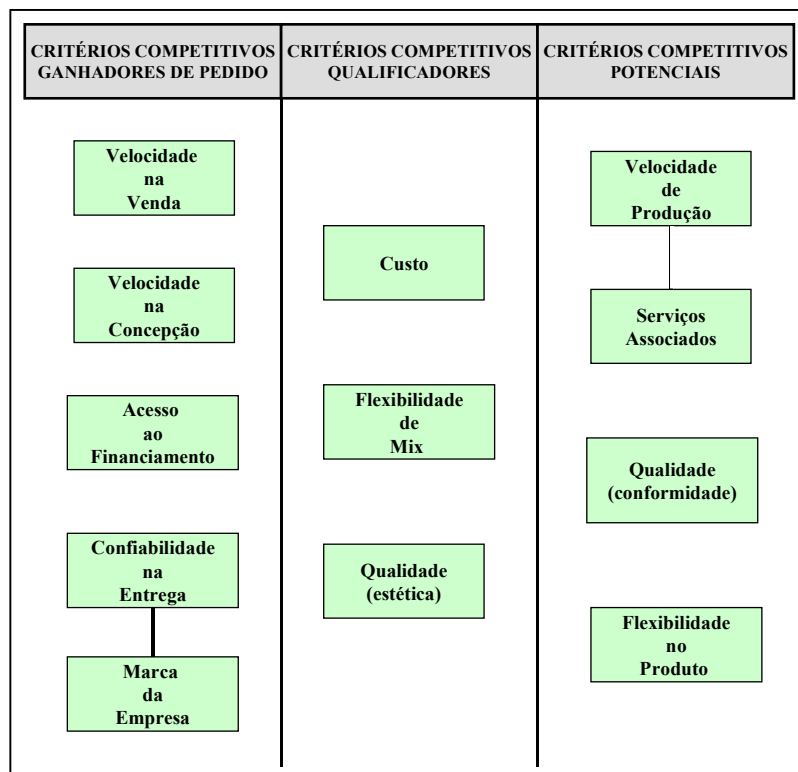 CRITÉRIOS COMPETITIVOS
GANHADORES DE PEDIDO
CRITÉRIOS COMPETITIVOS
QUALIFICADORES
CRITÉRIOS COMPETITIVOS
POTENCIAIS
Velocidade
na
Venda
Velocidade
na
Concepção
Acesso
ao
Financiamento
Confiabilidade
na
Entrega
Marca
da
Empresa
Custo
Flexibilidade
de
Mix
Qualidade
(estética)
Velocidade
de
Produção
Serviços
Associados
Qualidade
(conformidade)
Flexibilidade
no
Produto